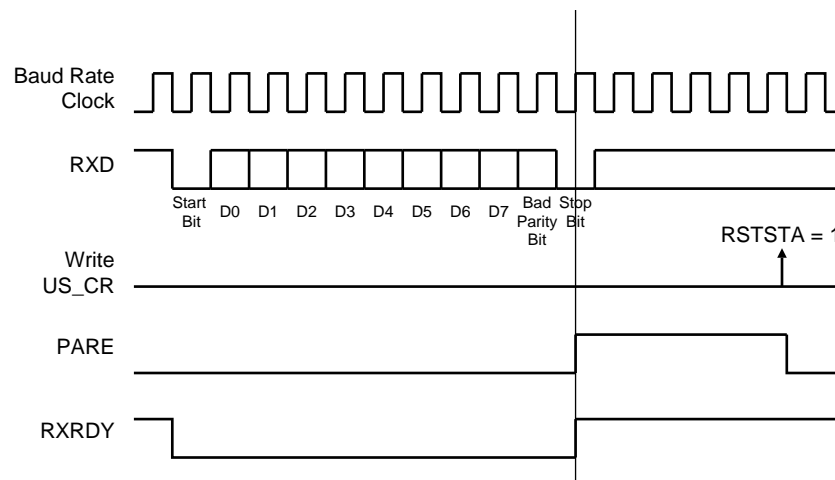 Baud Rate
Clock
RXD
Start
Bit
D0
D1
D2
D3
D4
D5
D6
D7
Bad
Parity
Bit
Stop
Bit
RSTSTA = 1
Write
US_CR
PARE
RXRDY